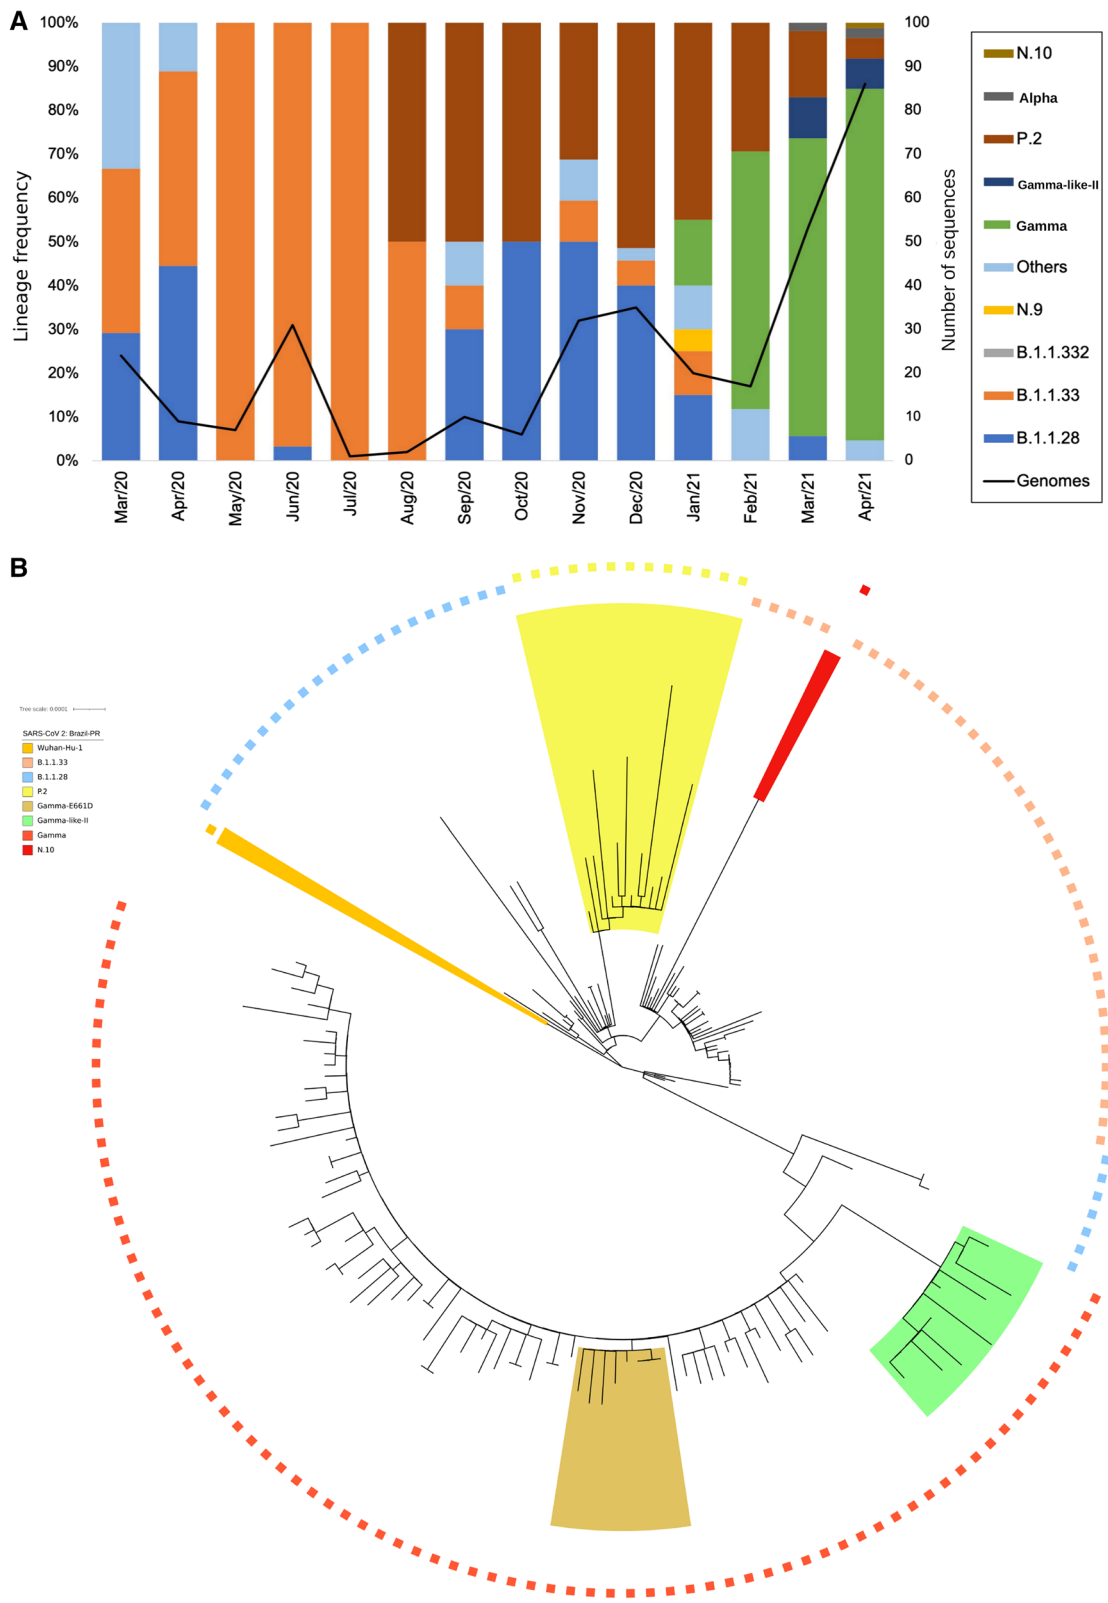 A
100%
90%
80%
70%
60%
50%
40%
30%
20%
10%
0%
Lineage frequency
100
90
80
70
60
50
40
30
20
10
0
Number of sequences
Mar/20
Apr/20
May/20
Jun/20
Jul/20
Aug/20
Sep/20
Oct/20
Nov/20
Dec/20
Jan/21
Feb/21
Mar/21
Apr/21
N.10
Alpha
P.2
Gamma-like-II
Gamma
Others
N.9
B.1.1.332
B.1.1.33
B.1.1.28
Genomes
B
Tree scale: 0.0001
SARS-CoV 2: Brazil-PR
Wuhan-Hu-1
B.1.1.33
B.1.1.28
P.2
Gamma-E661D
Gamma-like-II
Gamma
N.10